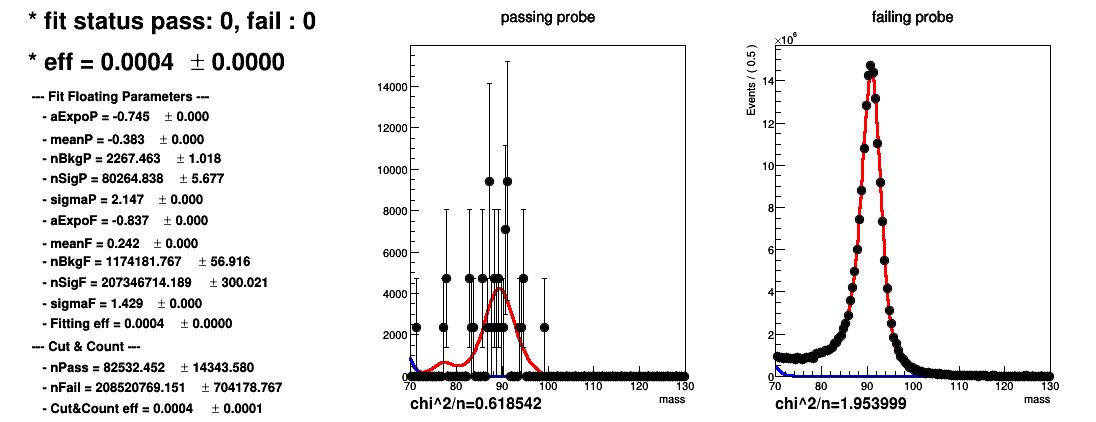 * fit status pass: 0, fail : 0
* eff = 0.0004 ± 0.0000
--- Fit Floating Parameters ---
- aExpoP = -0.745 ± 0.000
- meanP = -0.383 ± 0.000
- nBkgP = 2267.463 ± 1.018
- nSigP = 80264.838 ± 5.677
- sigmaP = 2.147 ± 0.000
- aExpoF = -0.837 ± 0.000
- meanF = 0.242 ± 0.000
- nBkgF = 1174181.767 ± 56.916
- nSigF = 207346714.189 ± 300.021
- sigmaF = 1.429 ± 0.000
- Fitting eff = 0.0004 ± 0.0000
--- Cut & Count ---
- nPass = 82532.452 ± 14343.580
- nFail = 208520769.151 ± 704178.767
- Cut&Count eff = 0.0004 ± 0.0001
passing probe
14000
12000
10000
8000
6000
4000
2000
0
70 80 90 100 110 120 130
mass
chi^2/n=0.618542
failing probe
×10^6
Events / ( 0.5 )
14
12
10
8
6
4
2
0
70 80 90 100 110 120 130
mass
chi^2/n=1.953999